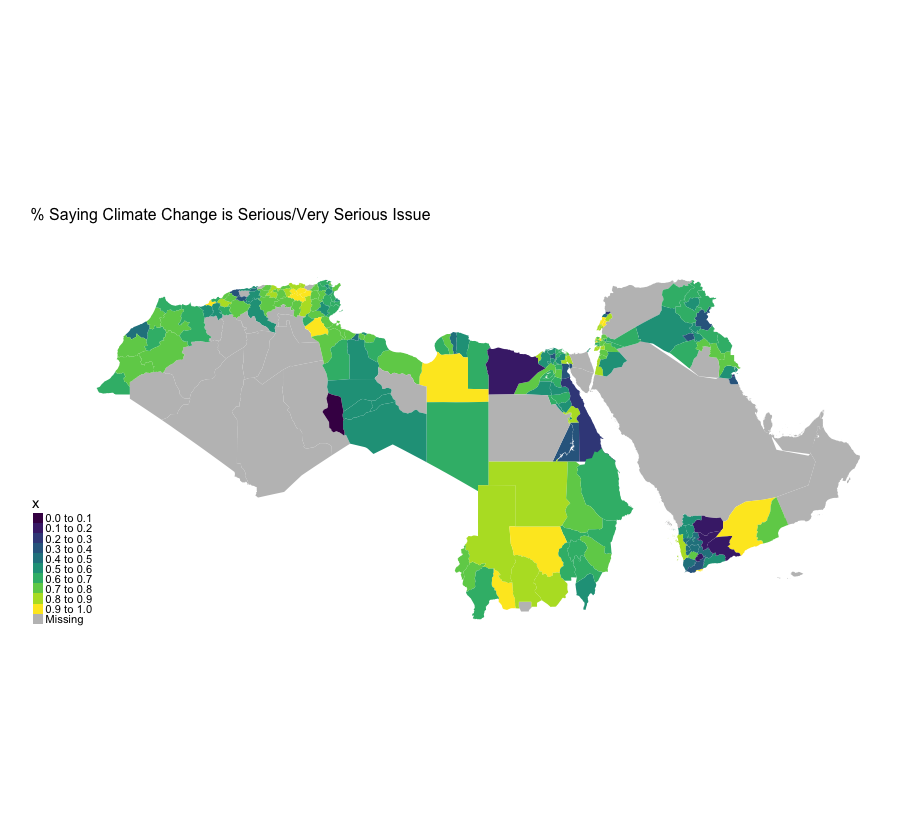 % Saying Climate Change is Serious/Very Serious Issue
x
0.0 to 0.1
0.1 to 0.2
0.2 to 0.3
0.3 to 0.4
0.4 to 0.5
0.5 to 0.6
0.6 to 0.7
0.7 to 0.8
0.8 to 0.9
0.9 to 1.0
Missing